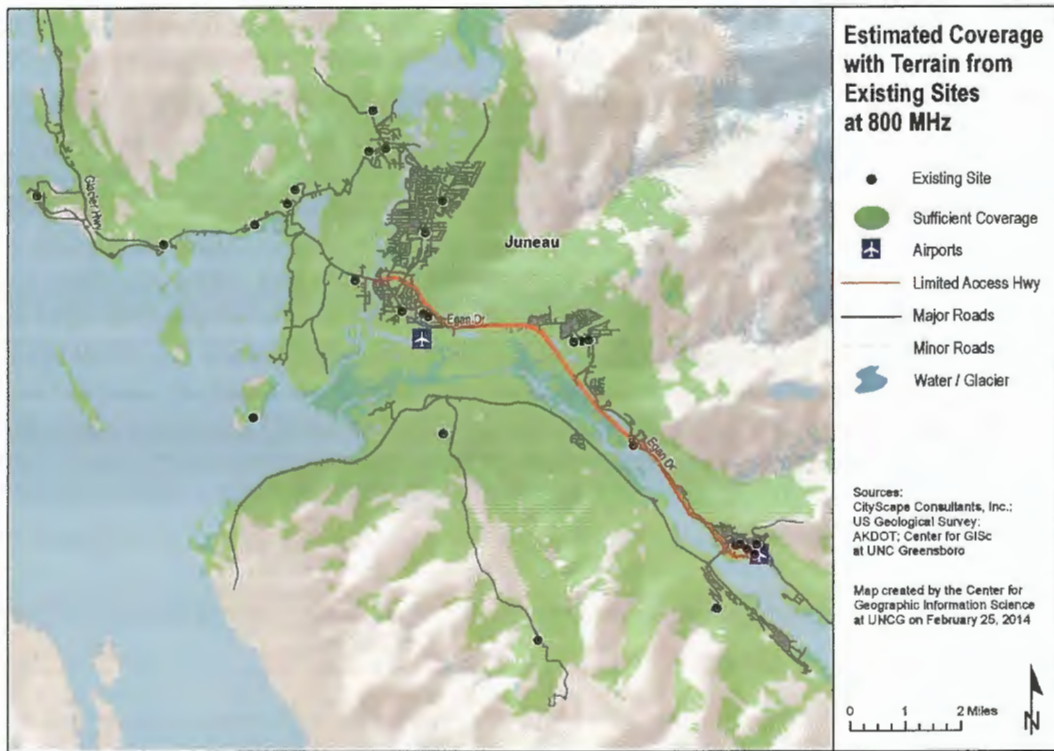 Estimated Coverage
with Terrain from
Existing Sites
at 800 MHz
Existing Site
Sufficient Coverage
Airports
Limited Access Hwy
Major Roads
Minor Roads
Water / Glacier
Sources:
CityScape Consultants, Inc.;
US Geological Survey;
AKDOT; Center for GISc
at UNC Greensboro
Map created by the Center for
Geographic Information Science
at UNCG on February 25, 2014
0 1 2 Miles
N
Glacier Hwy
Juneau
Egan Dr
Egan Dr